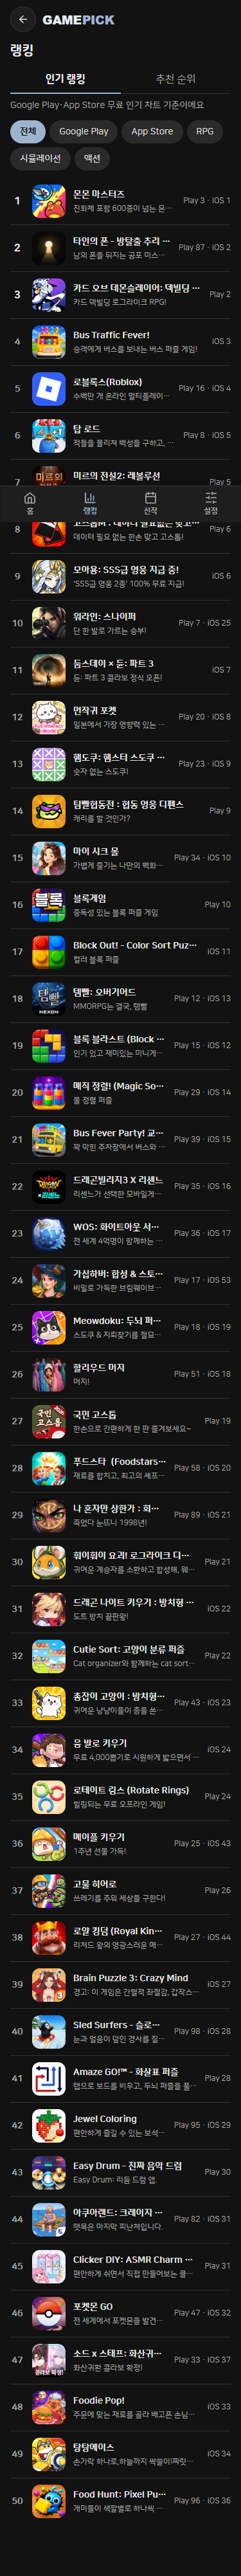 GAMEPICK
랭킹
인기 랭킹
추천 순위
Google Play·App Store 무료 인기 차트 기준이에요
전체
Google Play
App Store
RPG
시뮬레이션
액션
1
몬몬 마스터즈
진화체 포함 600종이 넘는 몬…
Play 3 · iOS 1
2
타인의 폰 - 방탈출 추리 …
남의 폰을 뒤지는 공포 미스…
Play 87 · iOS 2
3
카드 오브 데몬슬레이어: 덱빌딩 …
카드 덱빌딩 로그라이크 RPG!
Play 2
4
Bus Traffic Fever!
승객에게 버스를 보내는 버스 퍼즐 게임!
iOS 3
5
로블록스(Roblox)
수백만 개 온라인 멀티플레이…
Play 16 · iOS 4
6
탑 로드
적들을 물리쳐 백성을 구하고, …
Play 8 · iOS 5
7
미르의 전설2: 레볼루션
Play 5
홈
랭킹
신작
설정
8
데이터 필요 없는 한손 맞고 고스톱!
Play 6
9
모아용: SSS급 영웅 지급 중!
'SSS급 영웅 2종' 100% 무료 지급!
iOS 6
10
워라인: 스나이퍼
단 한 발로 가르는 승부!
Play 7 · iOS 25
11
둠스데이 × 듄: 파트 3
듄: 파트 3 콜라보 정식 오픈!
iOS 7
12
먼작귀 포켓
일본에서 가장 영향력 있는 …
Play 20 · iOS 8
13
햄도쿠: 햄스터 스도쿠 …
숫자 없는 스도쿠!
Play 23 · iOS 9
14
팀빨협동전 : 협동 영웅 디펜스
캐리를 할 것인가?
Play 9
15
마이 시크 몰
가볍게 즐기는 나만의 백화…
Play 34 · iOS 10
16
블록게임
중독성 있는 블록 퍼즐 게임
Play 10
17
Block Out! - Color Sort Puz…
컬러 블록 퍼즐
iOS 11
18
템빨: 오버기어드
MMORPG는 결국, 템빨
Play 12 · iOS 13
19
블록 블라스트 (Block …
인기 있고 재미있는 미니게…
Play 15 · iOS 12
20
매직 정렬! (Magic So…
물 정렬 퍼즐
Play 29 · iOS 14
21
Bus Fever Party! 교…
꽉 막힌 주차장에서 버스와 …
Play 39 · iOS 15
22
드래곤빌리지3 X 리센느
리센느가 선택한 모바일게…
Play 35 · iOS 16
23
WOS: 화이트아웃 서…
전 세계 4억명이 함께하는 …
Play 36 · iOS 17
24
가십하버: 합성 & 스토…
비밀로 가득한 브림웨이브…
Play 17 · iOS 53
25
Meowdoku: 두뇌 퍼…
스도쿠 & 지뢰찾기를 절묘…
Play 18 · iOS 19
26
할리우드 머지
머지!
Play 51 · iOS 18
27
국민 고스톱
한손으로 간편하게 한 판 즐겨보세요~
Play 19
28
푸드스타 (Foodstars…
재료를 합치고, 최고의 셰프…
Play 58 · iOS 20
29
나 혼자만 상한가 : 회…
죽었다 눈뜨니 1998년!
Play 89 · iOS 21
30
훠이훠이 요괴! 로그라이크 디…
귀여운 계승자를 소환하고 합성해, 웨…
Play 21
31
드래곤 나이트 키우기 : 방치형 …
도트 방치 끝판왕!
iOS 22
32
Cutie Sort: 고양이 분류 퍼즐
Cat organizer와 함께하는 cat sort…
Play 22
33
총잡이 고양이 : 방치형…
귀여운 냥냥이들이 총을 쏜…
Play 43 · iOS 23
34
용 발로 키우기
무료 4,000뽑기로 시원하게 밟으면서 …
iOS 24
35
로테이트 링스 (Rotate Rings)
힐링되는 무료 오프라인 게임!
Play 24
36
메이플 키우기
1주년 선물 가득!
Play 25 · iOS 43
37
고물 히어로
쓰레기를 주워 세상을 구한다!
Play 26
38
로얄 킹덤 (Royal Kin…
리처드 왕의 영광스러운 매…
Play 27 · iOS 44
39
Brain Puzzle 3: Crazy Mind
경고: 이 게임은 간헐적 좌절감, 갑작스…
iOS 27
40
Sled Surfers - 슬로…
눈과 얼음이 덮인 경사를 질…
Play 98 · iOS 28
41
Amaze GO!™ - 화살표 퍼즐
탭으로 보드를 비우고, 두뇌 퍼즐을 풀…
Play 28
42
Jewel Coloring
편안하게 즐길 수 있는 보석…
Play 95 · iOS 29
43
Easy Drum - 진짜 음악 드럼
Easy Drum: 리듬 드럼 앱.
Play 30
44
아쿠아랜드: 크레이지 …
뗏목은 마지막 피난처입니다.
Play 82 · iOS 31
45
Clicker DIY: ASMR Charm …
편안하게 쉬면서 직접 만들어보는 클…
Play 31
46
포켓몬 GO
전 세계에서 포켓몬을 발견…
Play 47 · iOS 32
47
소드 x 스태프: 화산귀…
화산귀환 콜라보 확정!
Play 33 · iOS 37
48
Foodie Pop!
주문에 맞는 재료를 골라 배고픈 손님…
iOS 33
49
탕탕에이스
손가락 하나로,하늘까지 싹쓸이!짜릿…
iOS 34
50
Food Hunt: Pixel Pu…
개미들이 색깔별로 하나씩 …
Play 96 · iOS 36